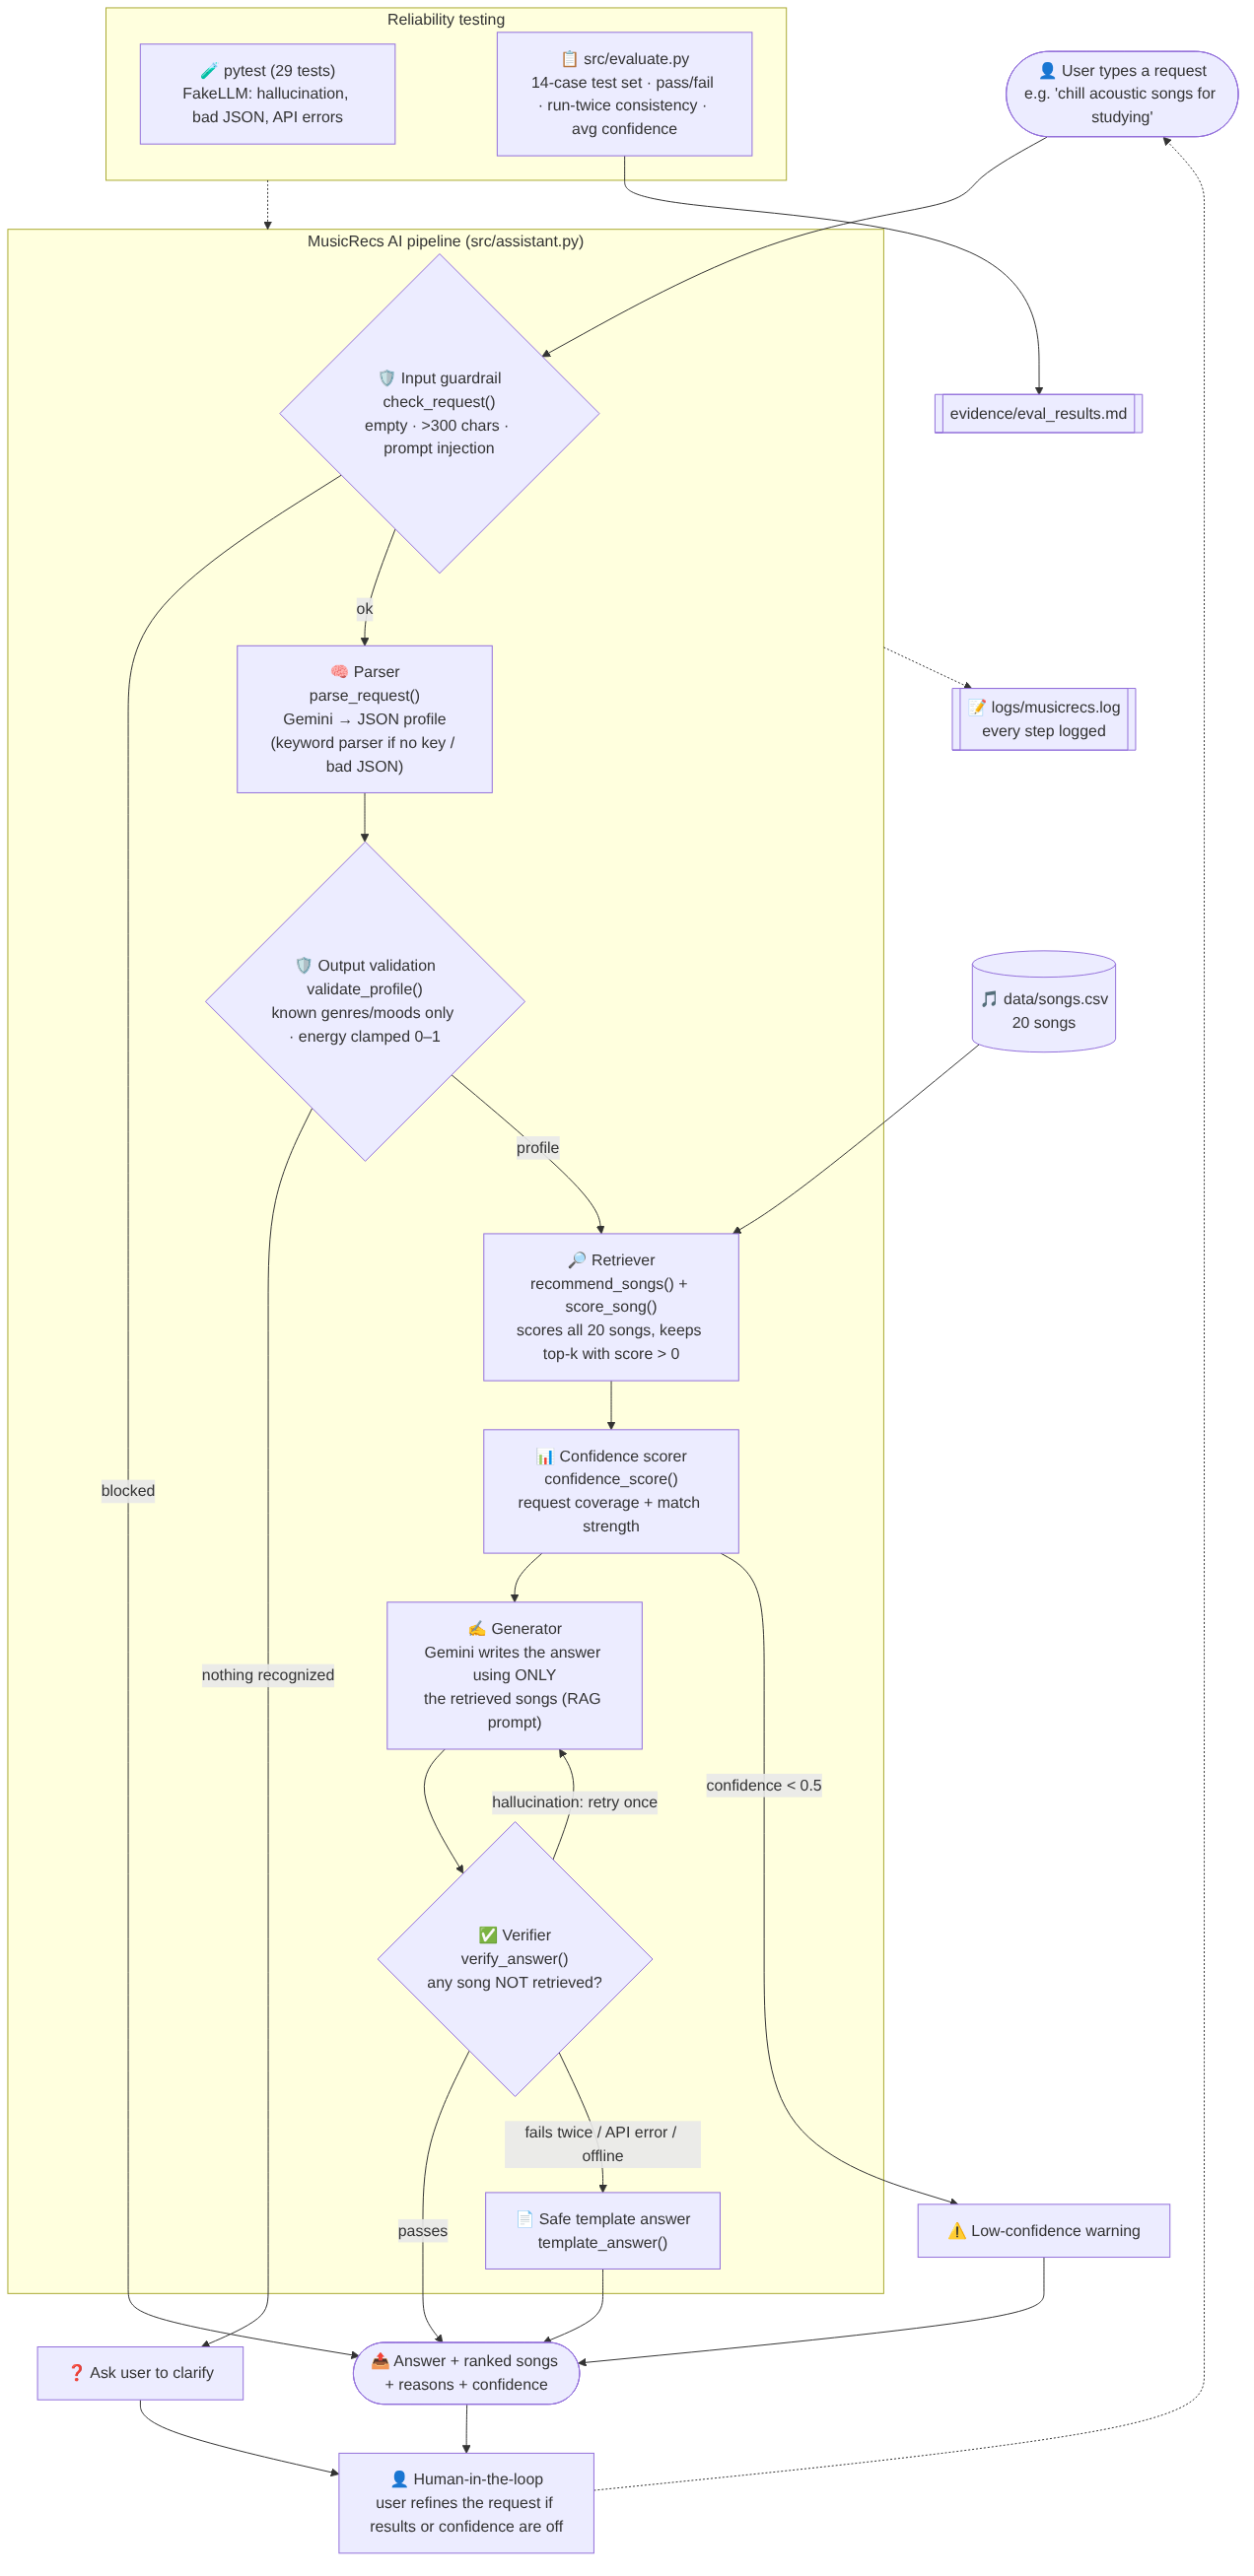 Reliability testing
🧪 pytest (29 tests)
FakeLLM: hallucination,
bad JSON, API errors
📋 src/evaluate.py
14-case test set · pass/fail
· run-twice consistency ·
avg confidence
👤 User types a request
e.g. 'chill acoustic songs for
studying'
MusicRecs AI pipeline (src/assistant.py)
🛡️ Input guardrail
check_request()
empty · >300 chars ·
prompt injection
evidence/eval_results.md
ok
🧠 Parser
parse_request()
Gemini → JSON profile
(keyword parser if no key /
bad JSON)
📝 logs/musicrecs.log
every step logged
🛡️ Output validation
validate_profile()
known genres/moods only
· energy clamped 0–1
🎵 data/songs.csv
20 songs
profile
🔎 Retriever
recommend_songs() +
score_song()
scores all 20 songs, keeps
top-k with score > 0
📊 Confidence scorer
confidence_score()
request coverage + match
strength
blocked
✍️ Generator
Gemini writes the answer
using ONLY
the retrieved songs (RAG
prompt)
nothing recognized
confidence < 0.5
hallucination: retry once
✅ Verifier
verify_answer()
any song NOT retrieved?
fails twice / API error /
offline
passes
📄 Safe template answer
template_answer()
⚠️ Low-confidence warning
❓ Ask user to clarify
📤 Answer + ranked songs
+ reasons + confidence
👤 Human-in-the-loop
user refines the request if
results or confidence are off